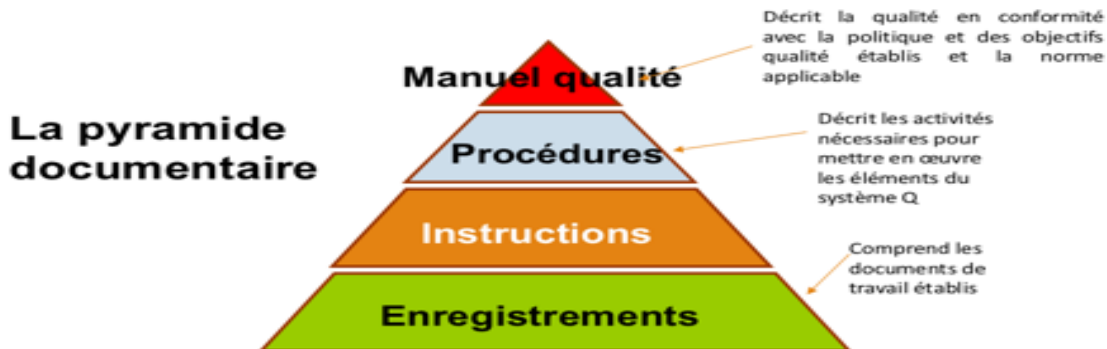 Décrit la qualité en conformité
avec la politique et des objectifs
qualité établis et la norme
applicable
Manuel qualité
La pyramide
documentaire
Procédures
Décrit les activités
nécessaires pour
mettre en œuvre
les éléments du
système Q
Instructions
Comprend les
documents de
travail établis
Enregistrements